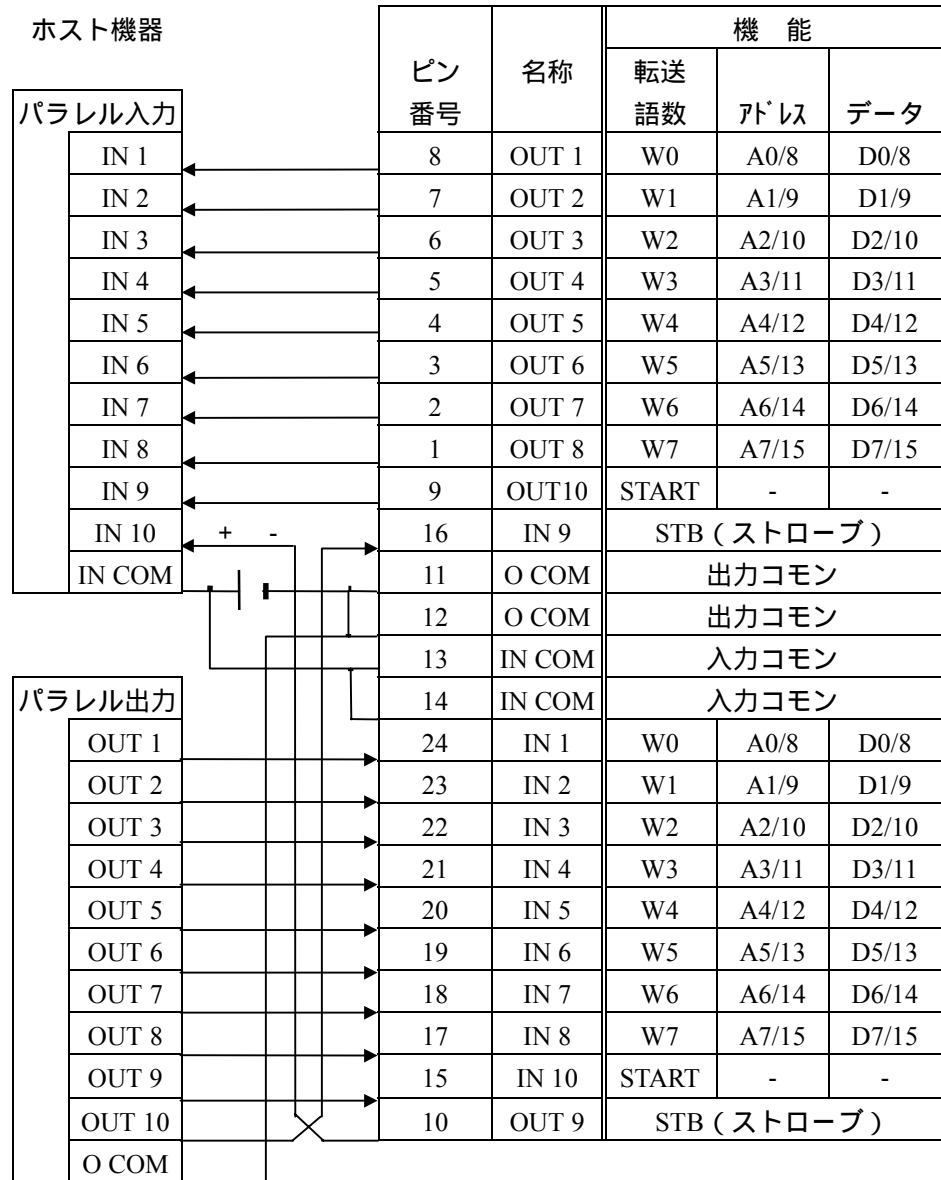 ホスト機器 機 能
ピン 名称 転送
パラレル入力 番号 語数 ｱﾄﾞﾚｽ データ
IN 1 8 OUT 1 W0 A0/8 D0/8
IN 2 7 OUT 2 W1 A1/9 D1/9
IN 3 6 OUT 3 W2 A2/10 D2/10
IN 4 5 OUT 4 W3 A3/11 D3/11
IN 5 4 OUT 5 W4 A4/12 D4/12
IN 6 3 OUT 6 W5 A5/13 D5/13
IN 7 2 OUT 7 W6 A6/14 D6/14
IN 8 1 OUT 8 W7 A7/15 D7/15
IN 9 9 OUT10 START - -
IN 10 + - 16 IN 9 STB（ストローブ）
IN COM 11 O COM 出力コモン
12 O COM 出力コモン
13 IN COM 入力コモン
パラレル出力 14 IN COM 入力コモン
OUT 1 24 IN 1 W0 A0/8 D0/8
OUT 2 23 IN 2 W1 A1/9 D1/9
OUT 3 22 IN 3 W2 A2/10 D2/10
OUT 4 21 IN 4 W3 A3/11 D3/11
OUT 5 20 IN 5 W4 A4/12 D4/12
OUT 6 19 IN 6 W5 A5/13 D5/13
OUT 7 18 IN 7 W6 A6/14 D6/14
OUT 8 17 IN 8 W7 A7/15 D7/15
OUT 9 15 IN 10 START - -
OUT 10 10 OUT 9 STB（ストローブ）
O COM